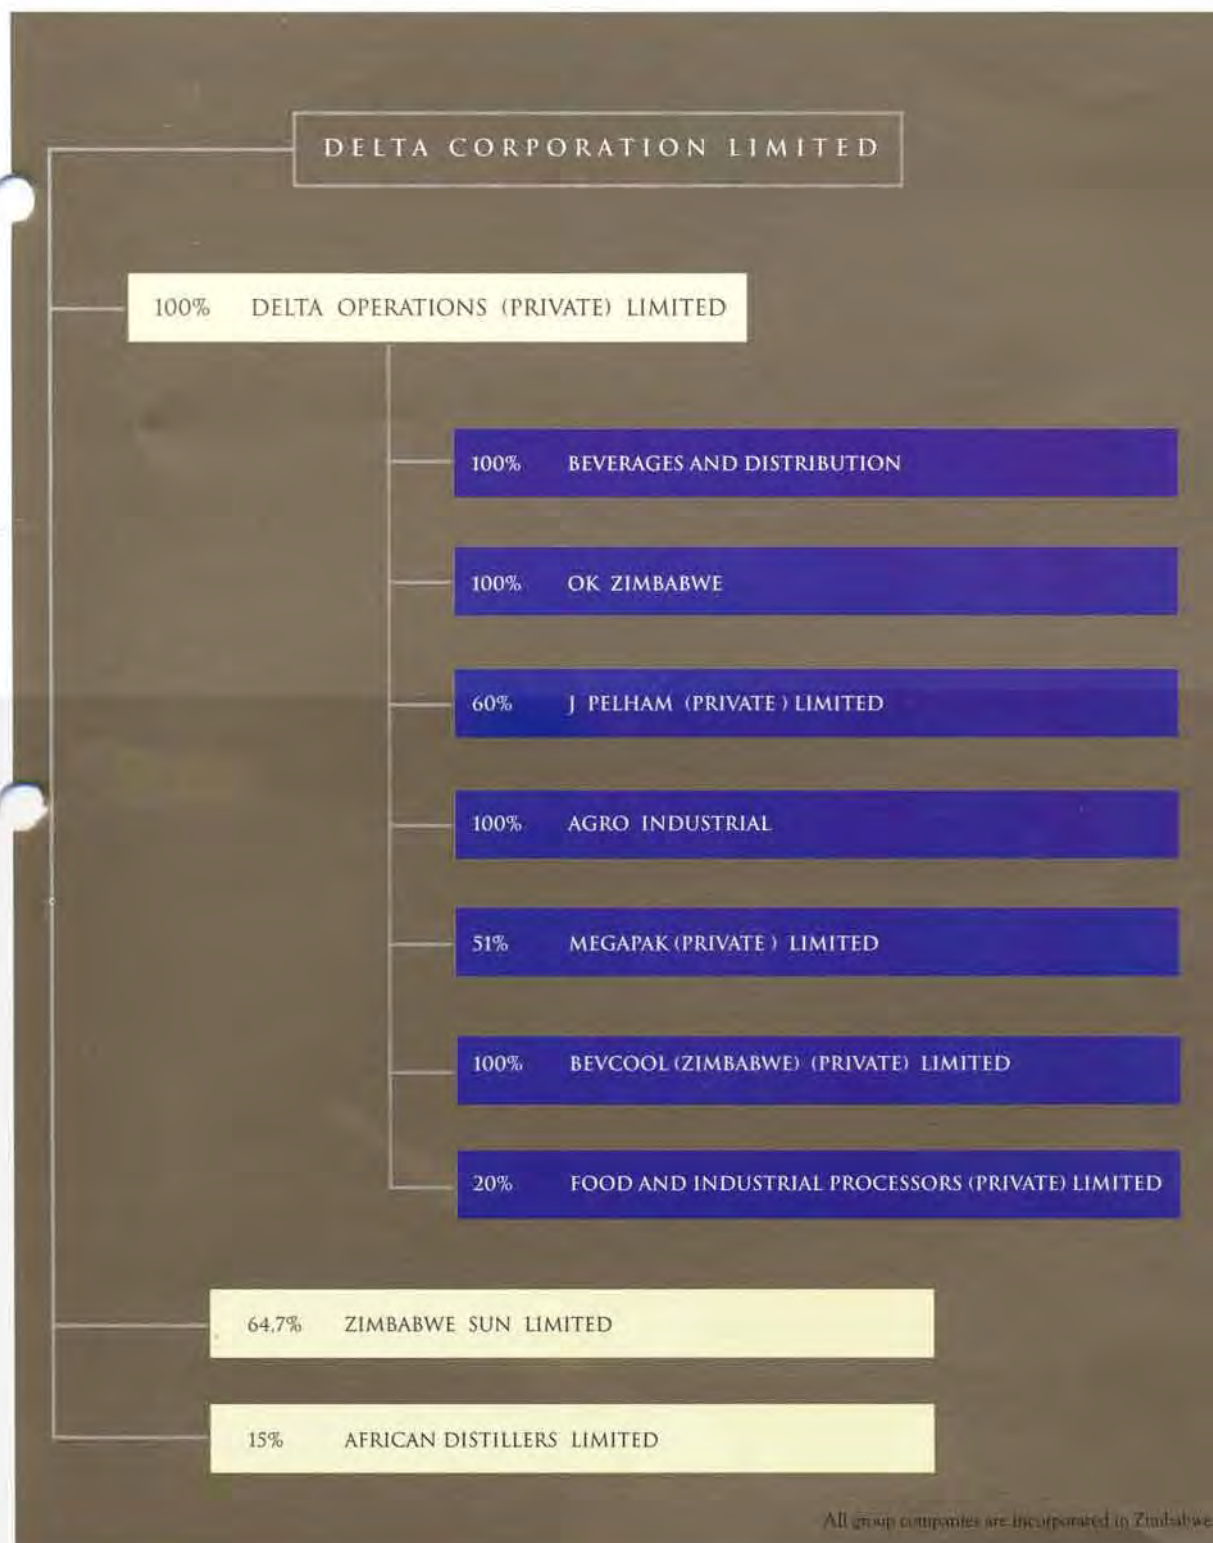 DELTA CORPORATION LIMITED
100% DELTA OPERATIONS (PRIVATE) LIMITED
100% BEVERAGES AND DISTRIBUTION
100% OK ZIMBABWE
60% J PELHAM (PRIVATE) LIMITED
100% AGRO INDUSTRIAL
51% MEGAPAK (PRIVATE) LIMITED
100% BEVCOOL (ZIMBABWE) (PRIVATE) LIMITED
20% FOOD AND INDUSTRIAL PROCESSORS (PRIVATE) LIMITED
64,7% ZIMBABWE SUN LIMITED
15% AFRICAN DISTILLERS LIMITED
All group companies are incorporated in Zimbabwe